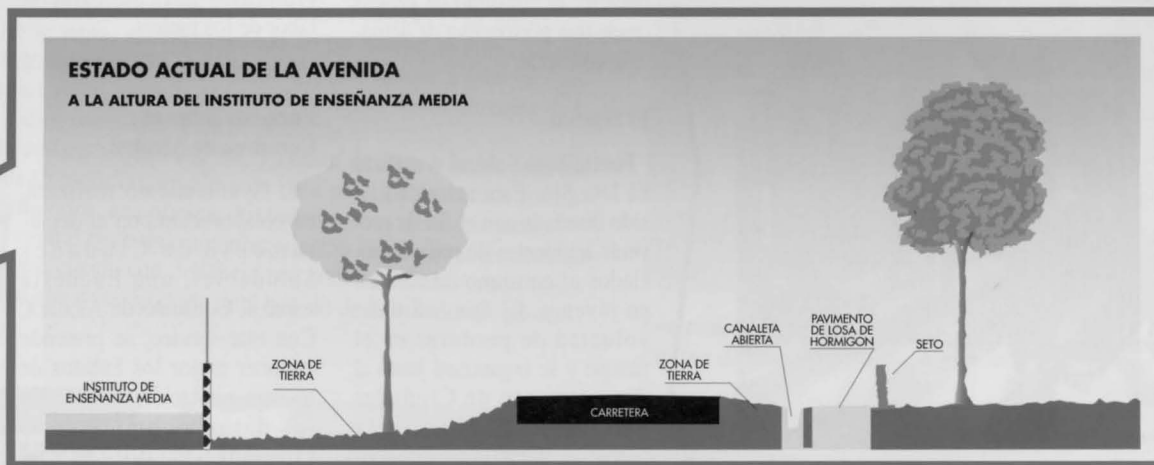 ESTADO ACTUAL DE LA AVENIDA
A LA ALTURA DEL INSTITUTO DE ENSEÑANZA MEDIA
INSTITUTO DE
ENSEÑANZA MEDIA
ZONA DE
TIERRA
CARRETERA
ZONA DE
TIERRA
CANALETA
ABIERTA
PAVIMENTO
DE LOSA DE
HORMIGON
SETO